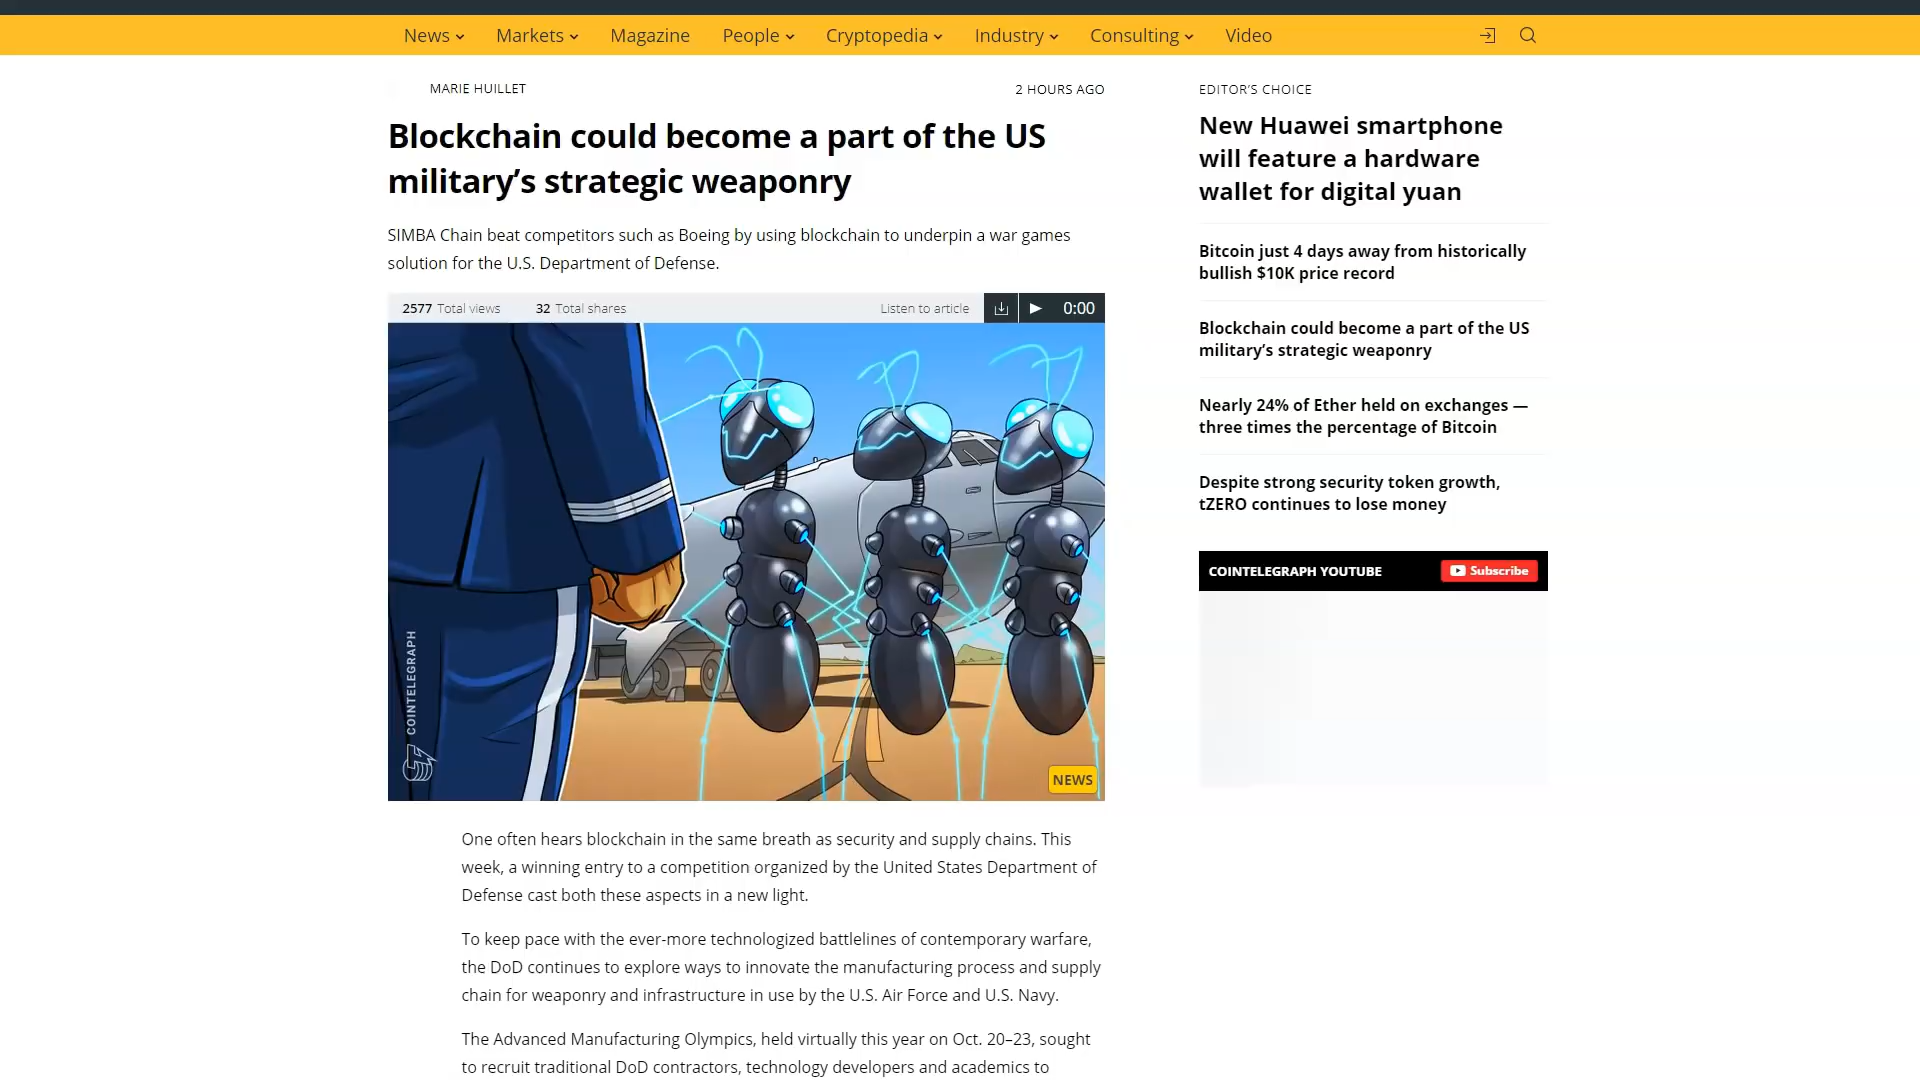 News
Markets
Magazine
People
Cryptopedia
Industry
Consulting
Video
MARIE HUILLET
2 HOURS AGO
Blockchain could become a part of the US
military’s strategic weaponry
SIMBA Chain beat competitors such as Boeing by using blockchain to underpin a war games
solution for the U.S. Department of Defense.
2577 Total views
32 Total shares
Listen to article
0:00
COINTELEGRAPH
NEWS
One often hears blockchain in the same breath as security and supply chains. This
week, a winning entry to a competition organized by the United States Department of
Defense cast both these aspects in a new light.
To keep pace with the ever-more technologized battlelines of contemporary warfare,
the DoD continues to explore ways to innovate the manufacturing process and supply
chain for weaponry and infrastructure in use by the U.S. Air Force and U.S. Navy.
The Advanced Manufacturing Olympics, held virtually this year on Oct. 20–23, sought
to recruit traditional DoD contractors, technology developers and academics to
EDITOR’S CHOICE
New Huawei smartphone
will feature a hardware
wallet for digital yuan
Bitcoin just 4 days away from historically
bullish $10K price record
Blockchain could become a part of the US
military’s strategic weaponry
Nearly 24% of Ether held on exchanges —
three times the percentage of Bitcoin
Despite strong security token growth,
tZERO continues to lose money
COINTELEGRAPH YOUTUBE
Subscribe